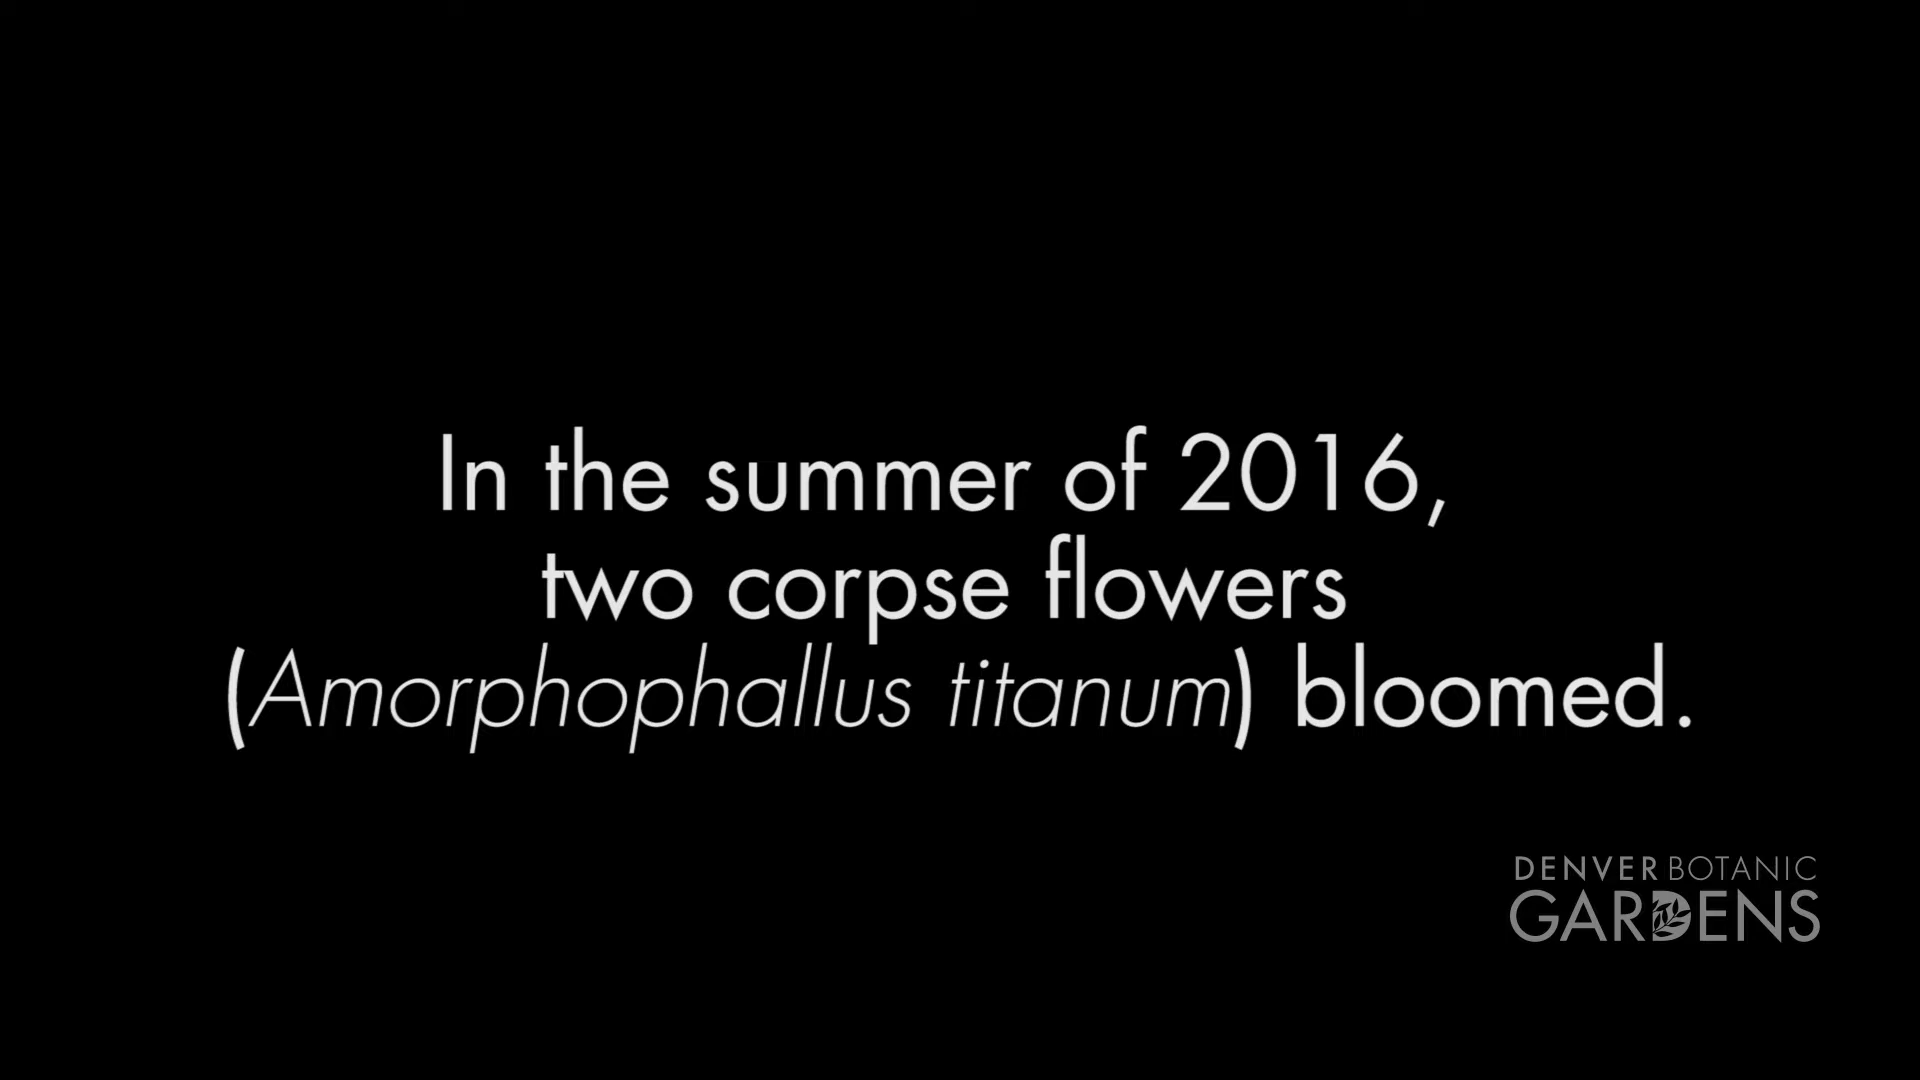 In the summer of 2016,
two corpse flowers
(Amorphophallus titanum) bloomed.
DENVER BOTANIC
GARDENS